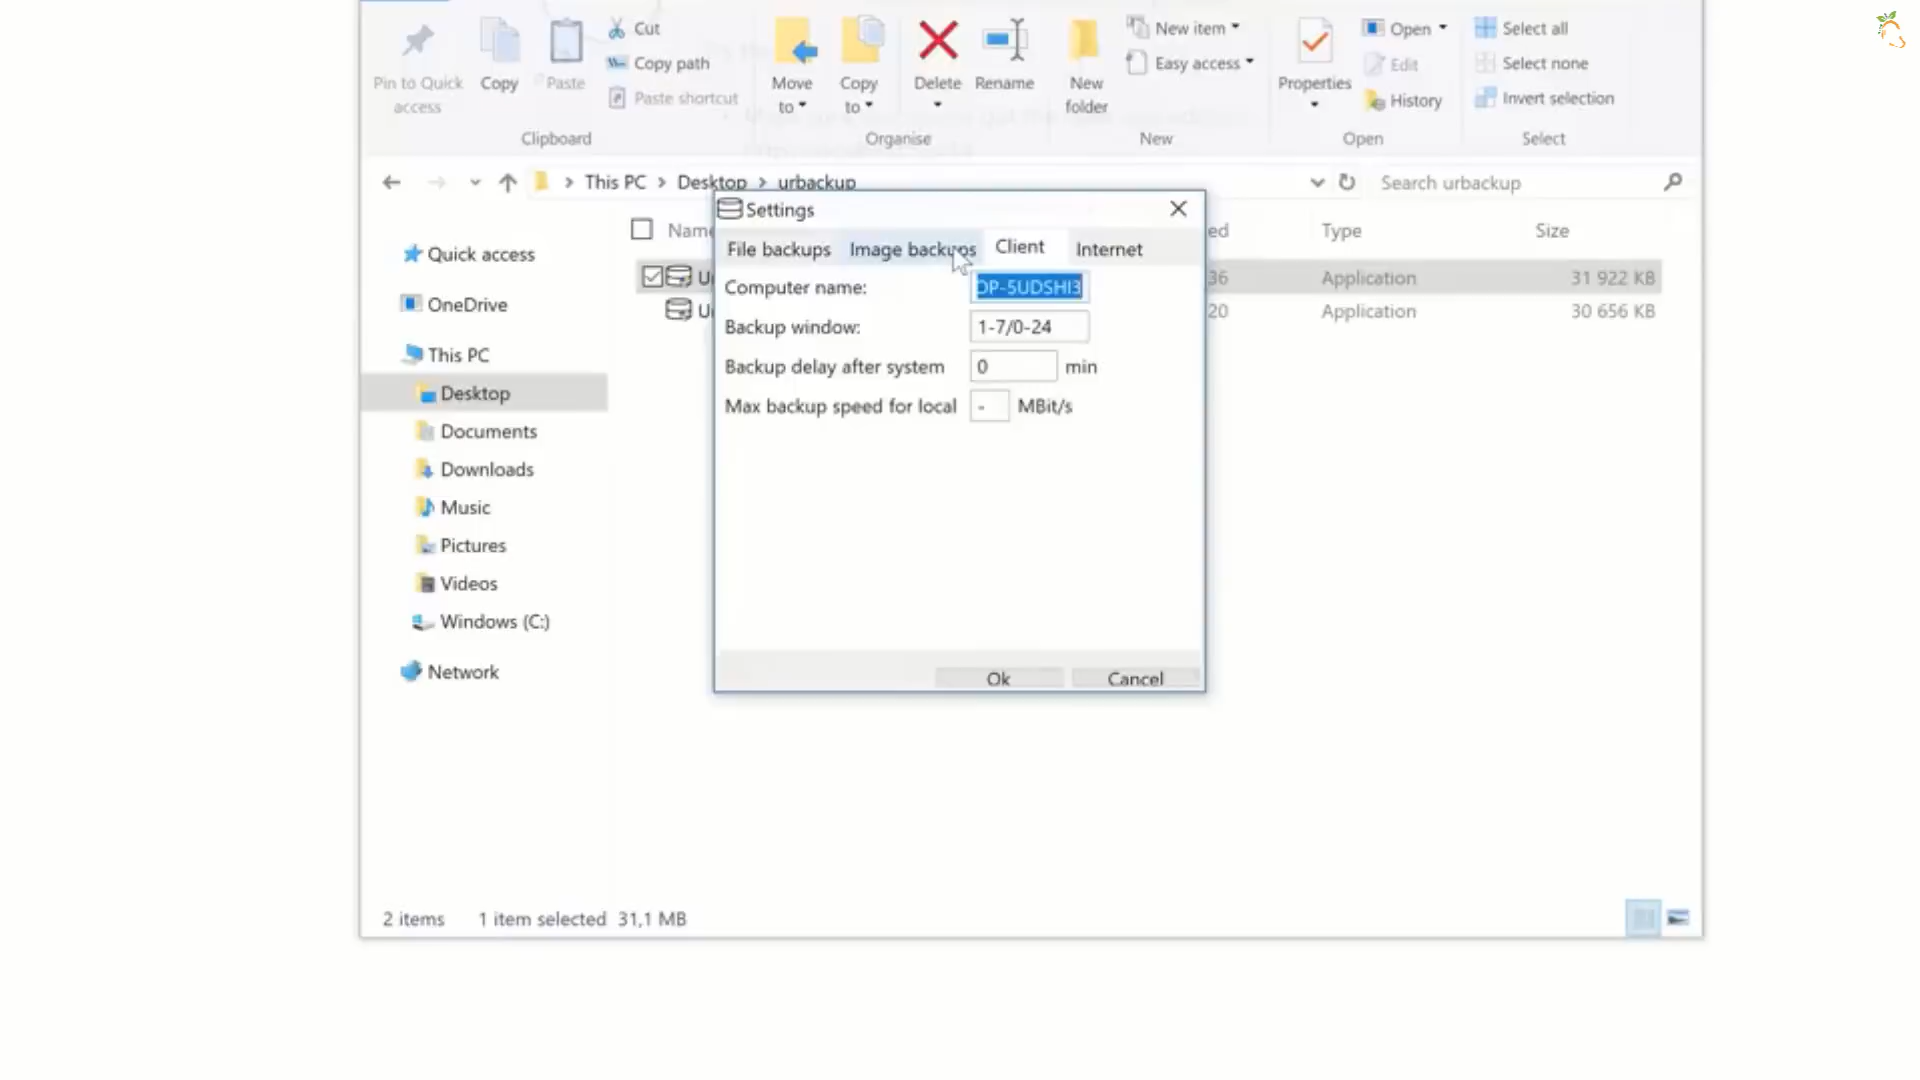 Pin to Quick access
Copy
Paste
Cut
Copy path
Paste shortcut
Clipboard
Move to
Copy to
Delete
Rename
Organise
New folder
New item
Easy access
New
Properties
Open
Edit
History
Open
Select all
Select none
Invert selection
Select
This PC > Desktop > urbackup
Search urbackup
Name
ed
Type
Size
Quick access
OneDrive
This PC
Desktop
Documents
Downloads
Music
Pictures
Videos
Windows (C:)
Network
36
Application
31 922 KB
20
Application
30 656 KB
Settings
File backups
Image backups
Client
Internet
Computer name:
OP-5UDSHI3
Backup window:
1-7/0-24
Backup delay after system
0
min
Max backup speed for local
-
MBit/s
Ok
Cancel
2 items
1 item selected 31,1 MB